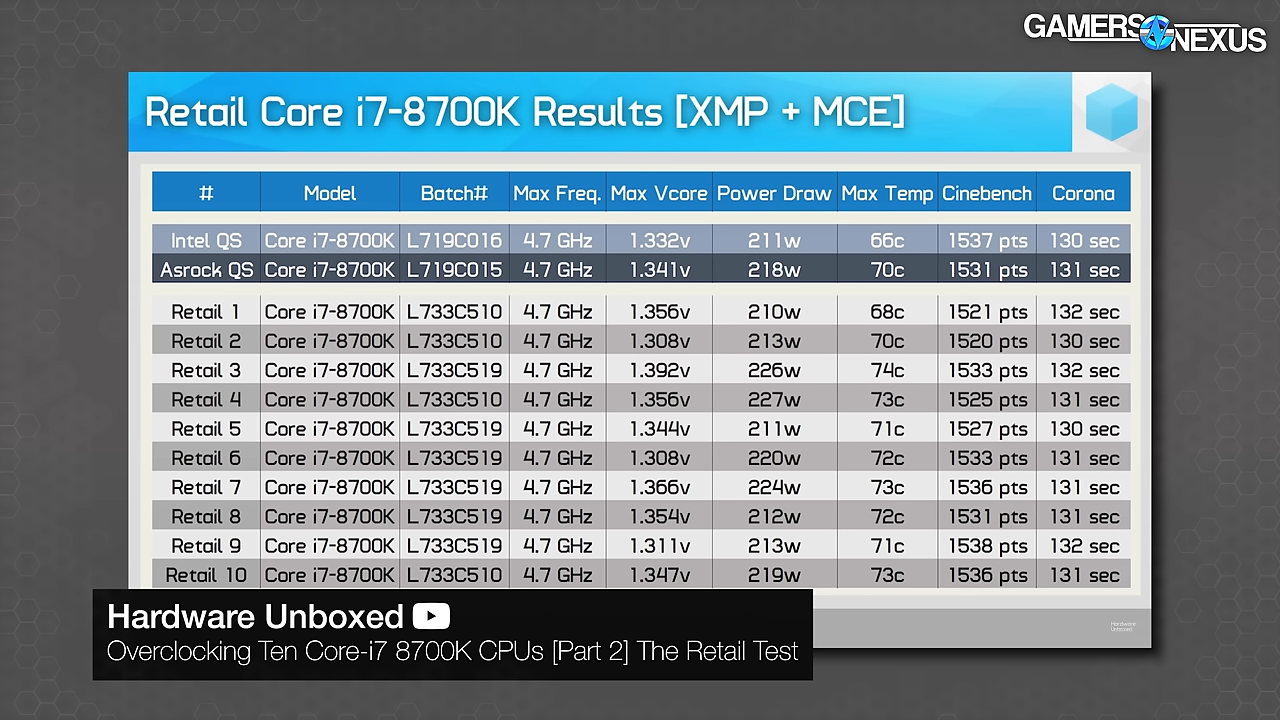 GAMERS NEXUS
Retail Core i7-8700K Results [XMP + MCE]
# Model Batch# Max Freq. Max Vcore Power Draw Max Temp Cinebench Corona
Intel QS Core i7-8700K L719C016 4.7 GHz 1.332v 211w 66c 1537 pts 130 sec
Asrock QS Core i7-8700K L719C015 4.7 GHz 1.341v 218w 70c 1531 pts 131 sec
Retail 1 Core i7-8700K L733C510 4.7 GHz 1.356v 210w 68c 1521 pts 132 sec
Retail 2 Core i7-8700K L733C510 4.7 GHz 1.308v 213w 70c 1520 pts 130 sec
Retail 3 Core i7-8700K L733C519 4.7 GHz 1.392v 226w 74c 1533 pts 132 sec
Retail 4 Core i7-8700K L733C510 4.7 GHz 1.356v 227w 73c 1525 pts 131 sec
Retail 5 Core i7-8700K L733C519 4.7 GHz 1.344v 211w 71c 1527 pts 130 sec
Retail 6 Core i7-8700K L733C519 4.7 GHz 1.308v 220w 72c 1533 pts 131 sec
Retail 7 Core i7-8700K L733C519 4.7 GHz 1.366v 224w 73c 1536 pts 131 sec
Retail 8 Core i7-8700K L733C519 4.7 GHz 1.354v 212w 72c 1531 pts 131 sec
Retail 9 Core i7-8700K L733C519 4.7 GHz 1.311v 213w 71c 1538 pts 132 sec
Retail 10 Core i7-8700K L733C510 4.7 GHz 1.347v 219w 73c 1536 pts 131 sec
Hardware Unboxed
Overclocking Ten Core-i7 8700K CPUs [Part 2] The Retail Test
Hardware
Unboxed